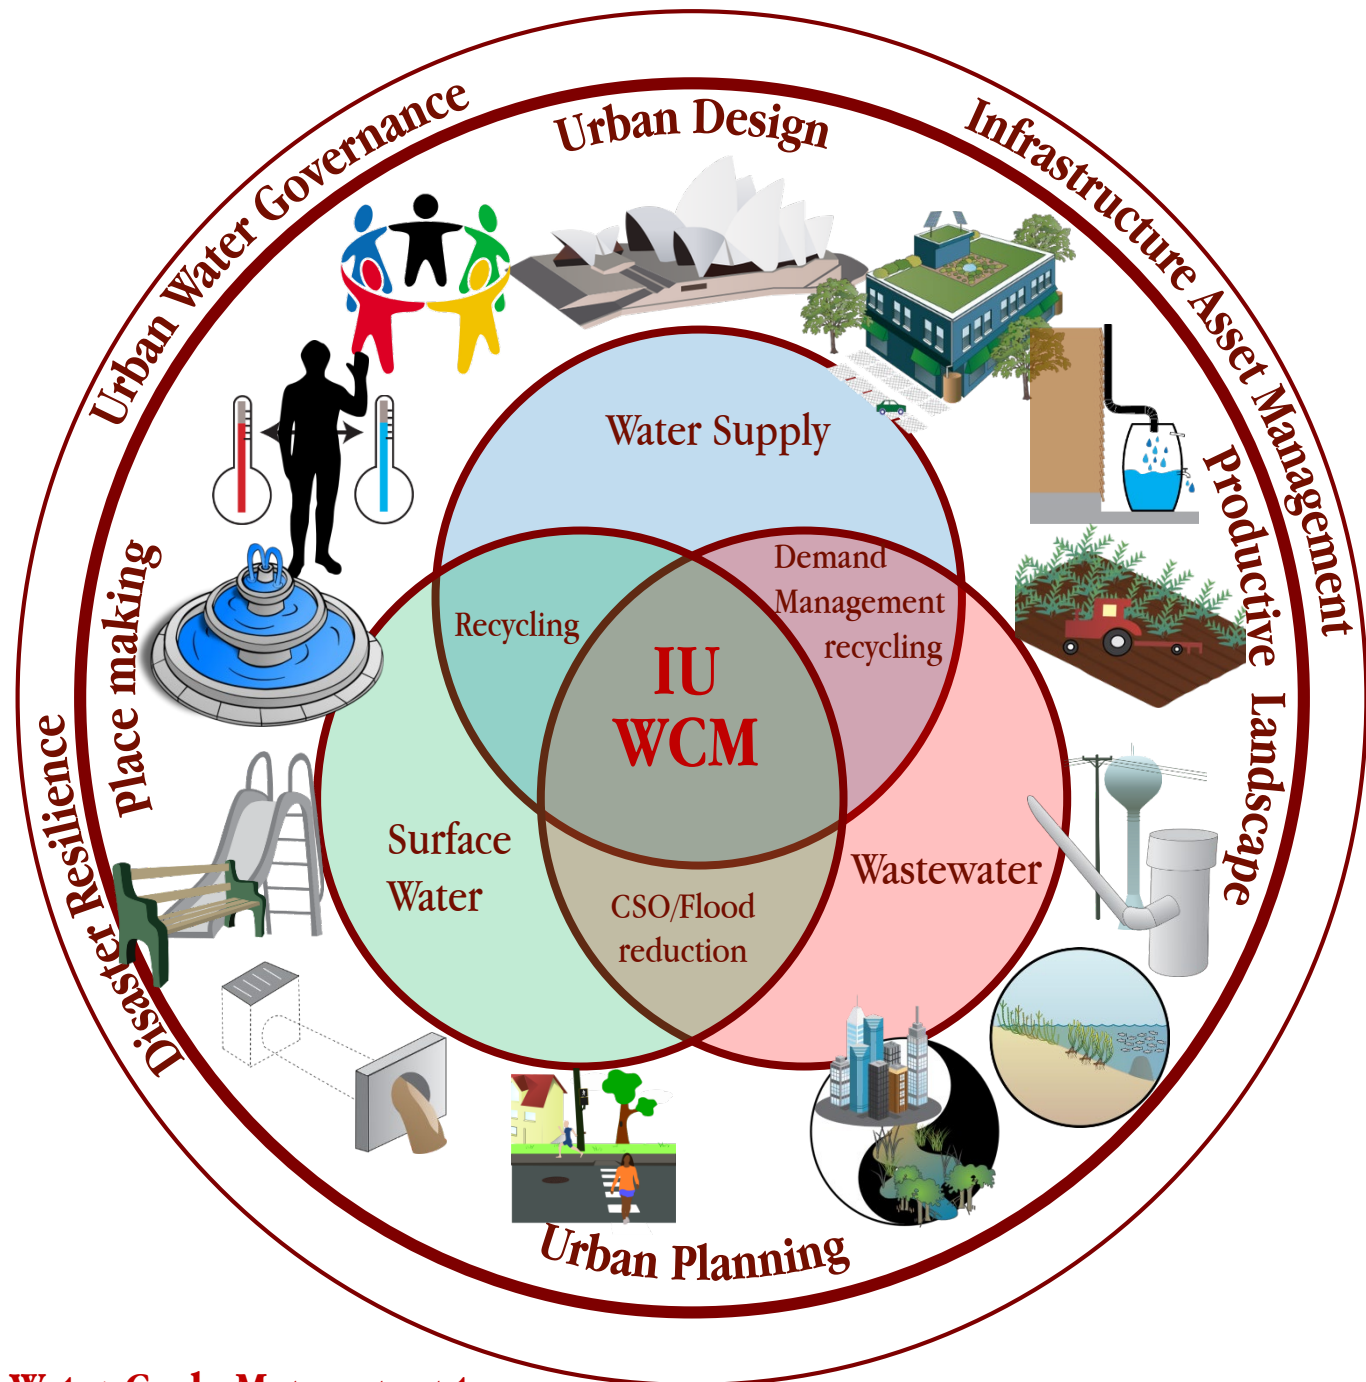 Urban Water Governance
Urban Design
Infrastructure Asset Management
Water Supply
Productive Landscape
Place making
Demand
Management
recycling
Recycling
IU
WCM
Disaster Resilience
Surface
Water
Wastewater
CSO/Flood
reduction
Urban Planning